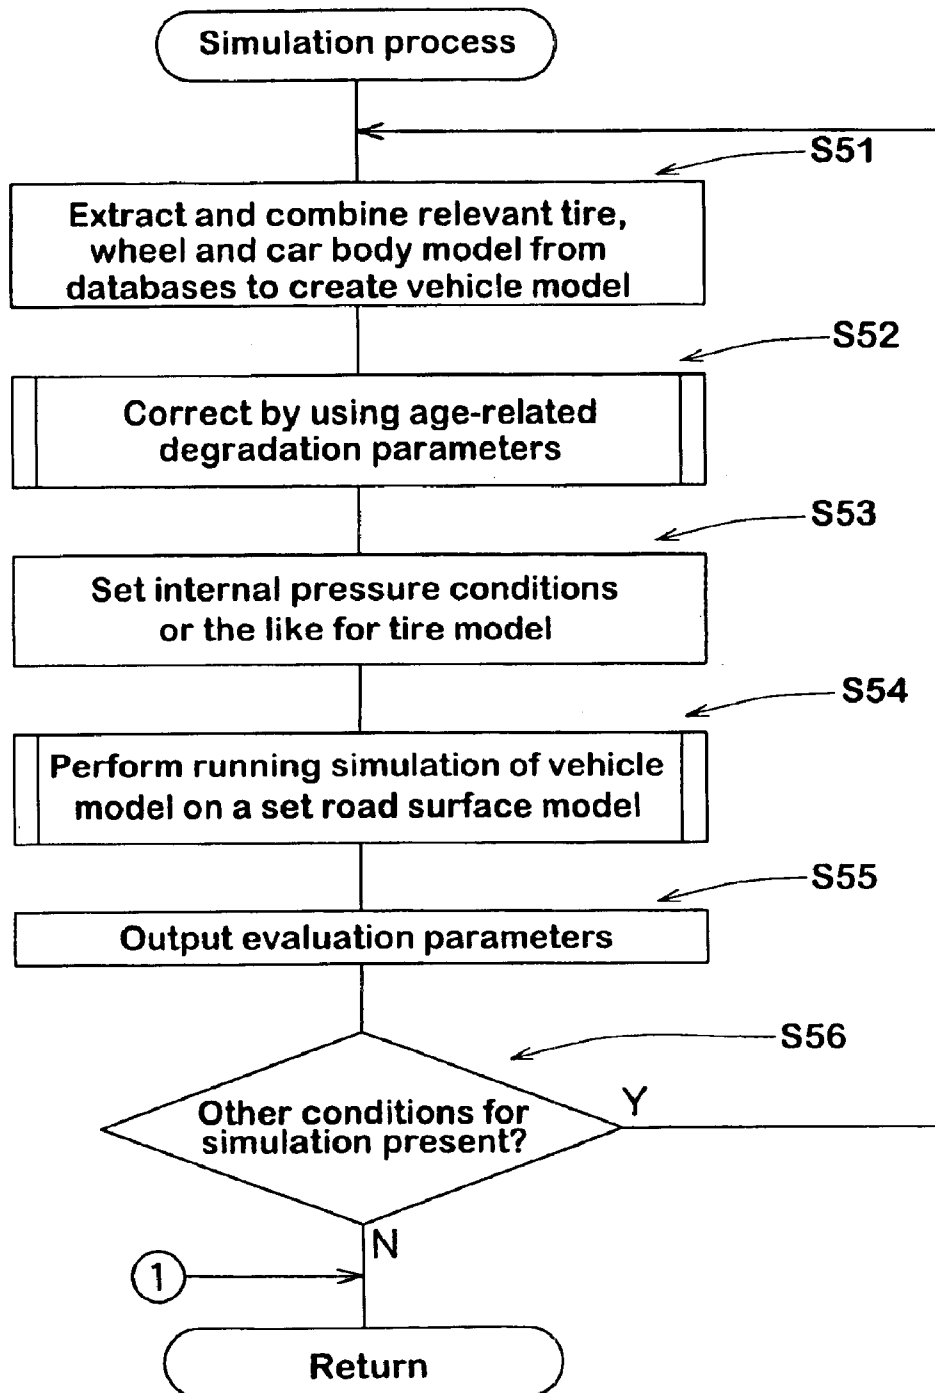 Simulation process
S51
Extract and combine relevant tire,
wheel and car body model from
databases to create vehicle model
S52
Correct by using age-related
degradation parameters
S53
Set internal pressure conditions
or the like for tire model
S54
Perform running simulation of vehicle
model on a set road surface model
S55
Output evaluation parameters
S56
Other conditions for
simulation present?
Y
N
1
Return